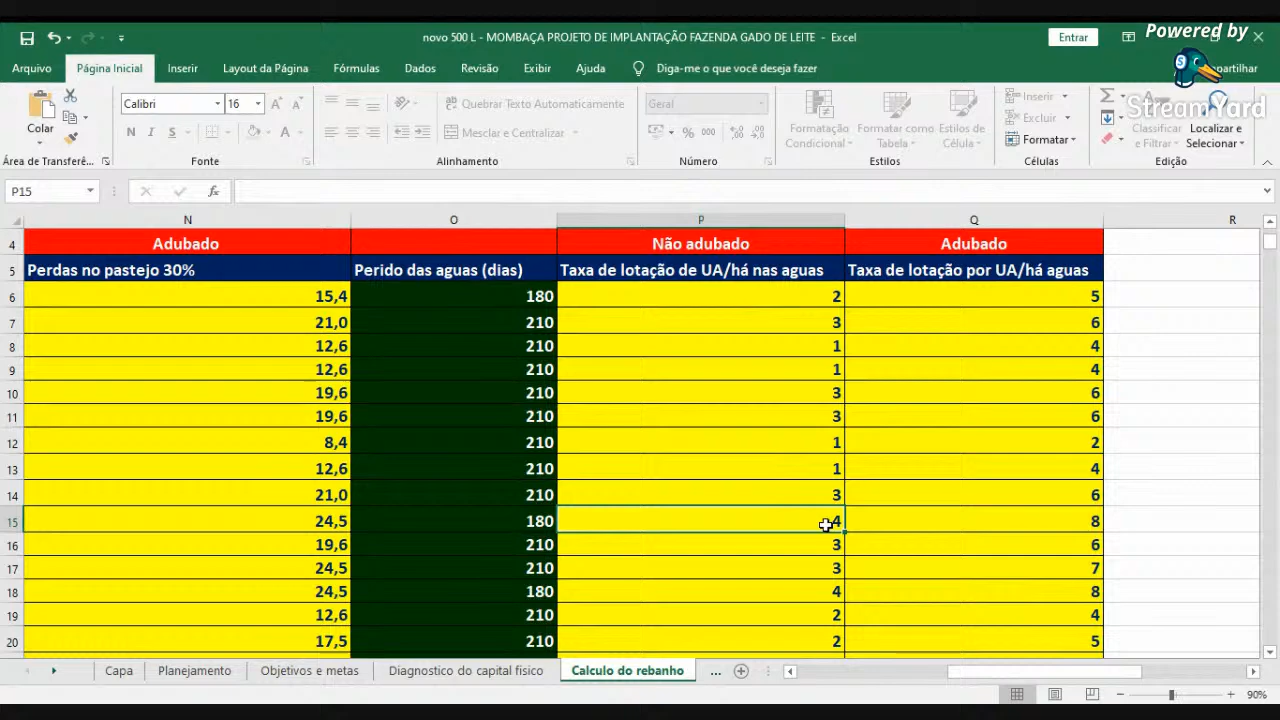 Powered by
StreamYard
novo 500 L - MOMBAÇA PROJETO DE IMPLANTAÇÃO FAZENDA GADO DE LEITE - Excel
Entrar
Arquivo Página Inicial Inserir Layout da Página Fórmulas Dados Revisão Exibir Ajuda Diga-me o que você deseja fazer
Colar
Calibri 16
Quebrar Texto Automaticamente
Geral
Mesclar e Centralizar
N I S
% 000
Formatação Condicional
Formatar como Tabela
Estilos de Célula
Inserir
Excluir
Formatar
Classificar e Filtrar
Localizar e Selecionar
Área de Transferê... Fonte Alinhamento Número Estilos Células Edição
P15 fx
N O P Q R
4 Adubado Não adubado Adubado
5 Perdas no pastejo 30% Perido das aguas (dias) Taxa de lotação de UA/há nas aguas Taxa de lotação por UA/há aguas
6 15,4 180 2 5
7 21,0 210 3 6
8 12,6 210 1 4
9 12,6 210 1 4
10 19,6 210 3 6
11 19,6 210 3 6
12 8,4 210 1 2
13 12,6 210 1 4
14 21,0 210 3 6
15 24,5 180 4 8
16 19,6 210 3 6
17 24,5 210 3 7
18 24,5 180 4 8
19 12,6 210 2 4
20 17,5 210 2 5
Capa Planejamento Objetivos e metas Diagnostico do capital fisico Calculo do rebanho ...
90%